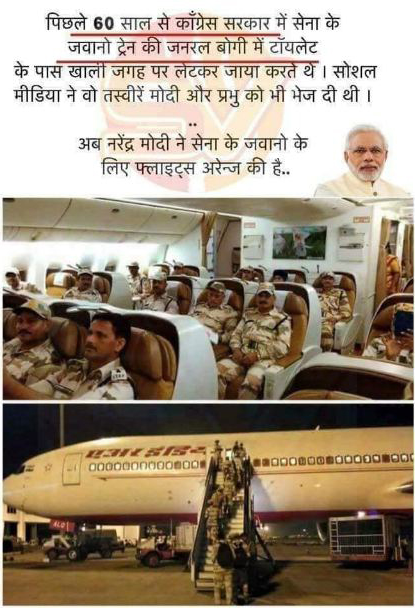 पिछले 60 साल से काँग्रेस सरकार में सेना के
जवानो ट्रेन की जनरल बोगी में टॉयलेट
के पास खाली जगह पर लेटकर जाया करते थे । सोशल
मीडिया ने वो तस्वीरें मोदी और प्रभु को भी भेज दी थी ।
..
अब नरेंद्र मोदी ने सेना के जवानो के
लिए फ्लाइट्स अरेन्ज की है..
एअर इंडिया